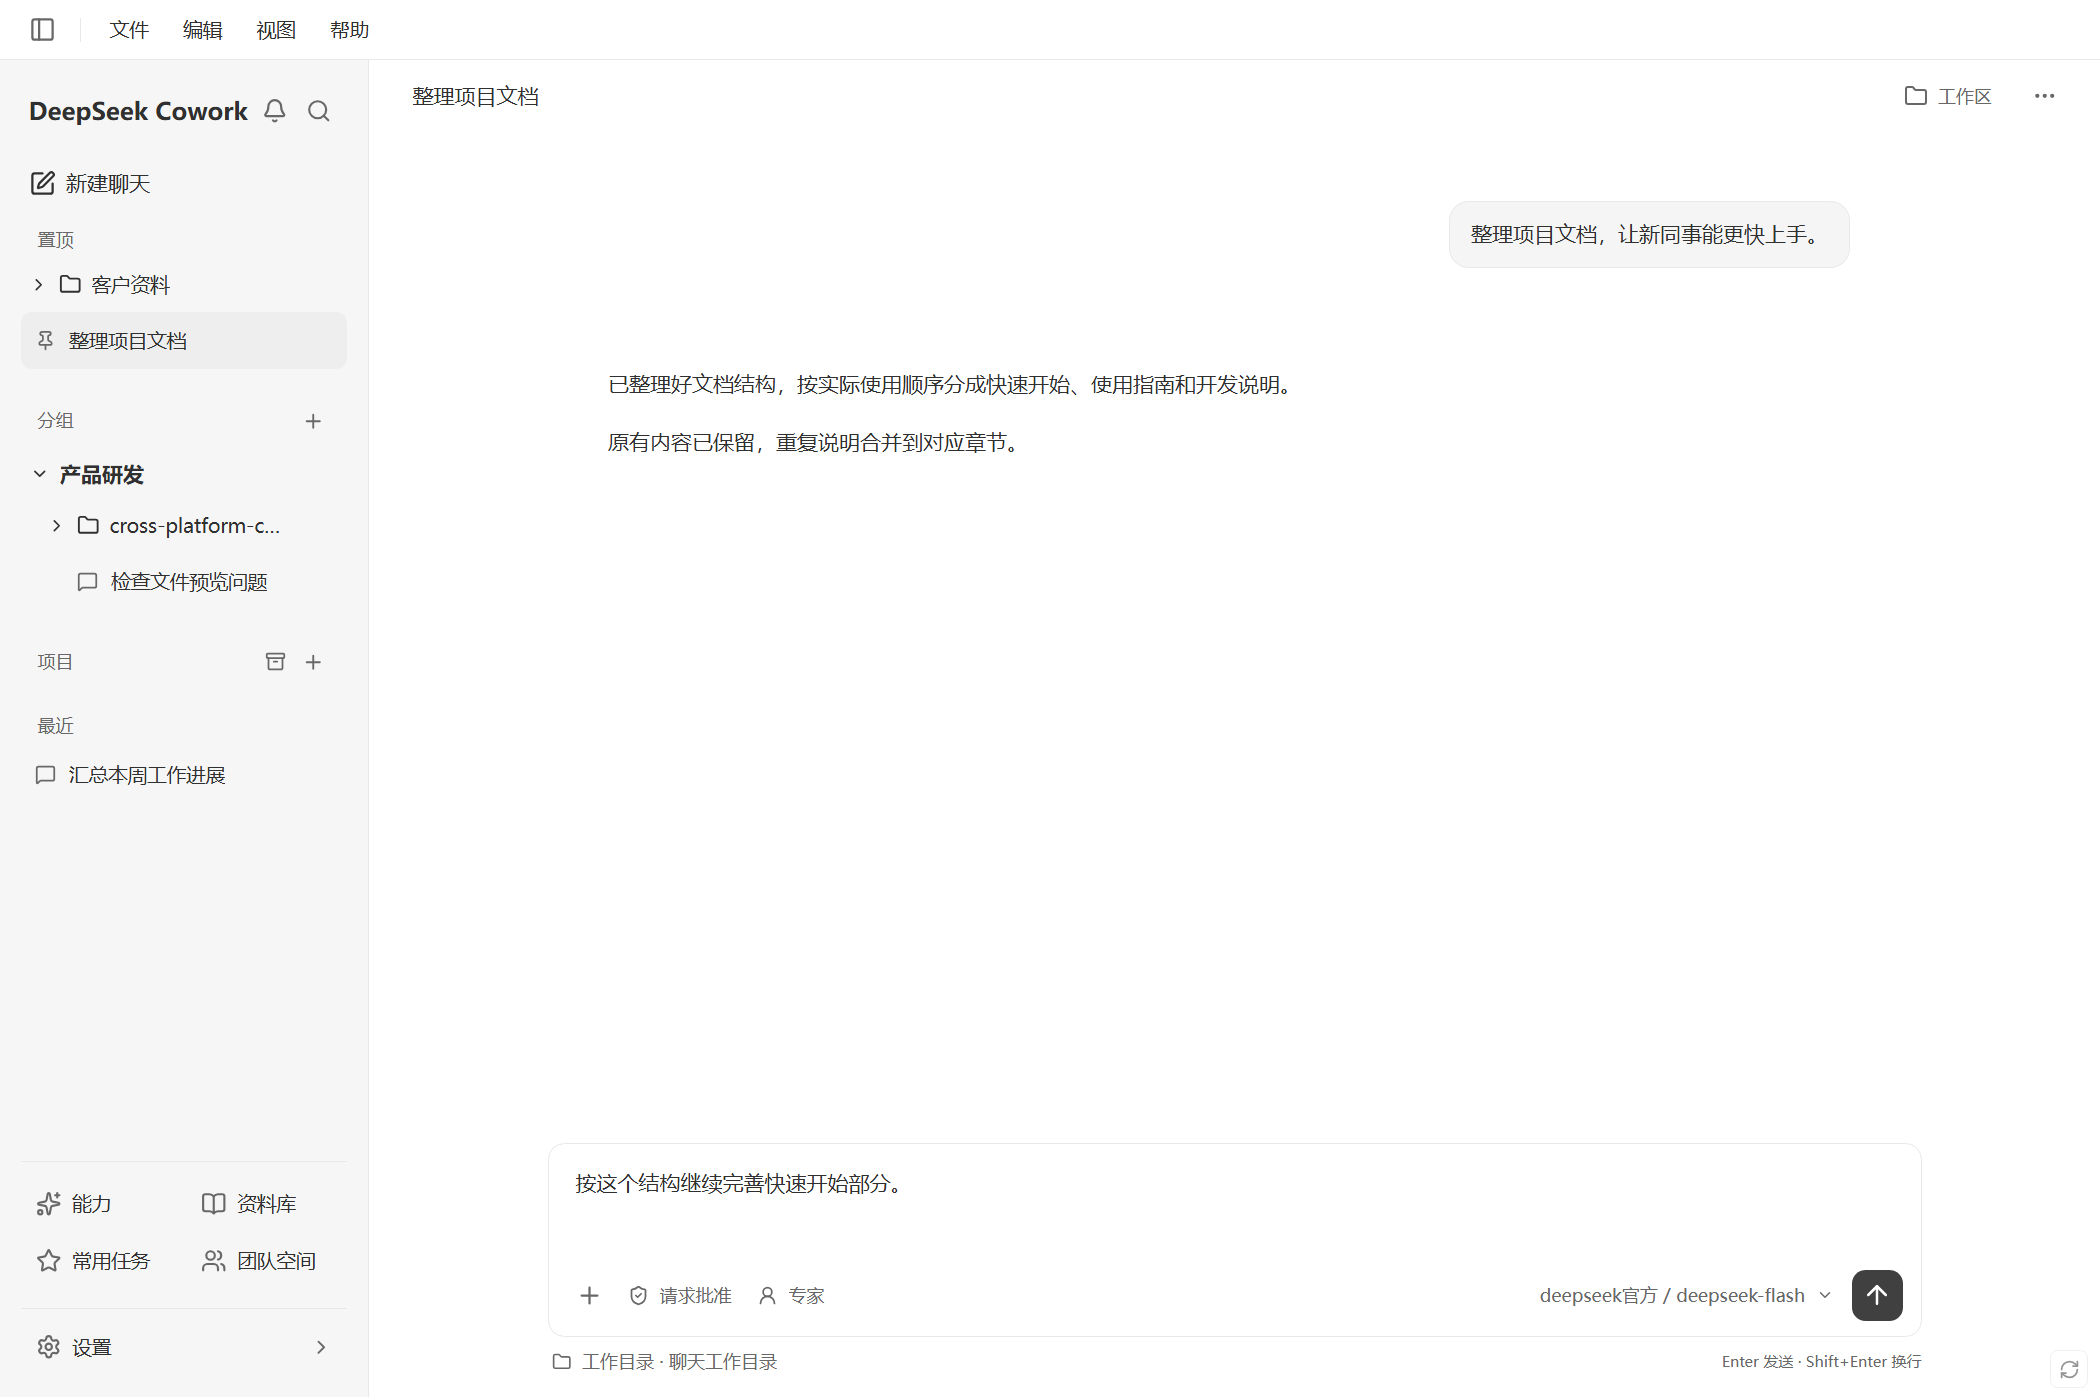 文件 编辑 视图 帮助
DeepSeek Cowork
新建聊天
置顶
客户资料
整理项目文档
分组
产品研发
cross-platform-c...
检查文件预览问题
项目
最近
汇总本周工作进展
能力 资料库
常用任务 团队空间
设置
整理项目文档
工作区
整理项目文档，让新同事能更快上手。
已整理好文档结构，按实际使用顺序分成快速开始、使用指南和开发说明。
原有内容已保留，重复说明合并到对应章节。
按这个结构继续完善快速开始部分。
请求批准 专家
deepseek官方 / deepseek-flash
工作目录 · 聊天工作目录
Enter 发送 · Shift+Enter 换行